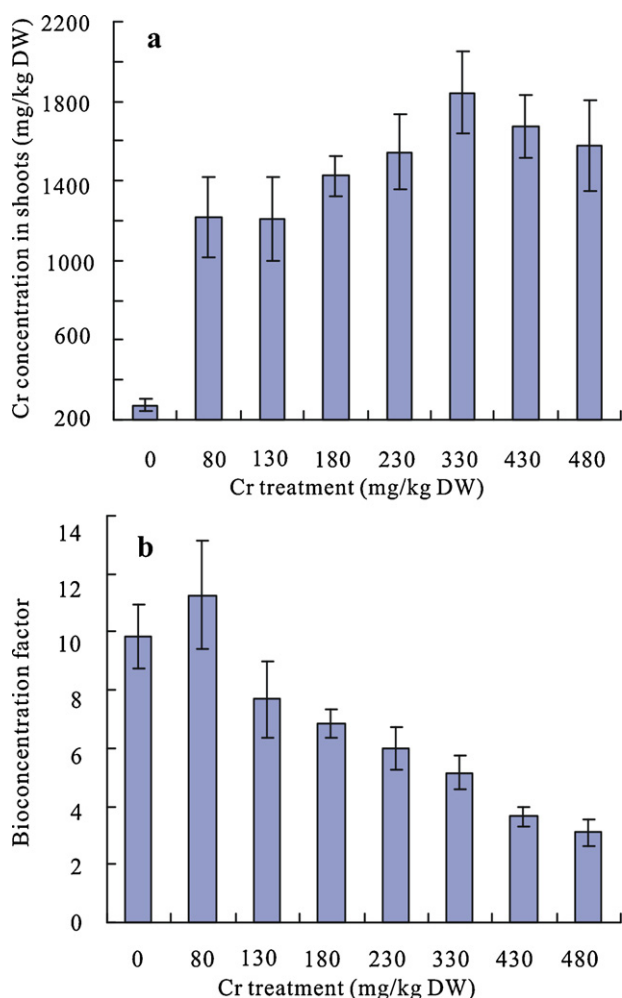 a
Cr concentration in shoots (mg/kg DW)
2200
1800
1400
1000
600
200
0 80 130 180 230 330 430 480
Cr treatment (mg/kg DW)
b
Bioconcentration factor
14
12
10
8
6
4
2
0
0 80 130 180 230 330 430 480
Cr treatment (mg/kg DW)